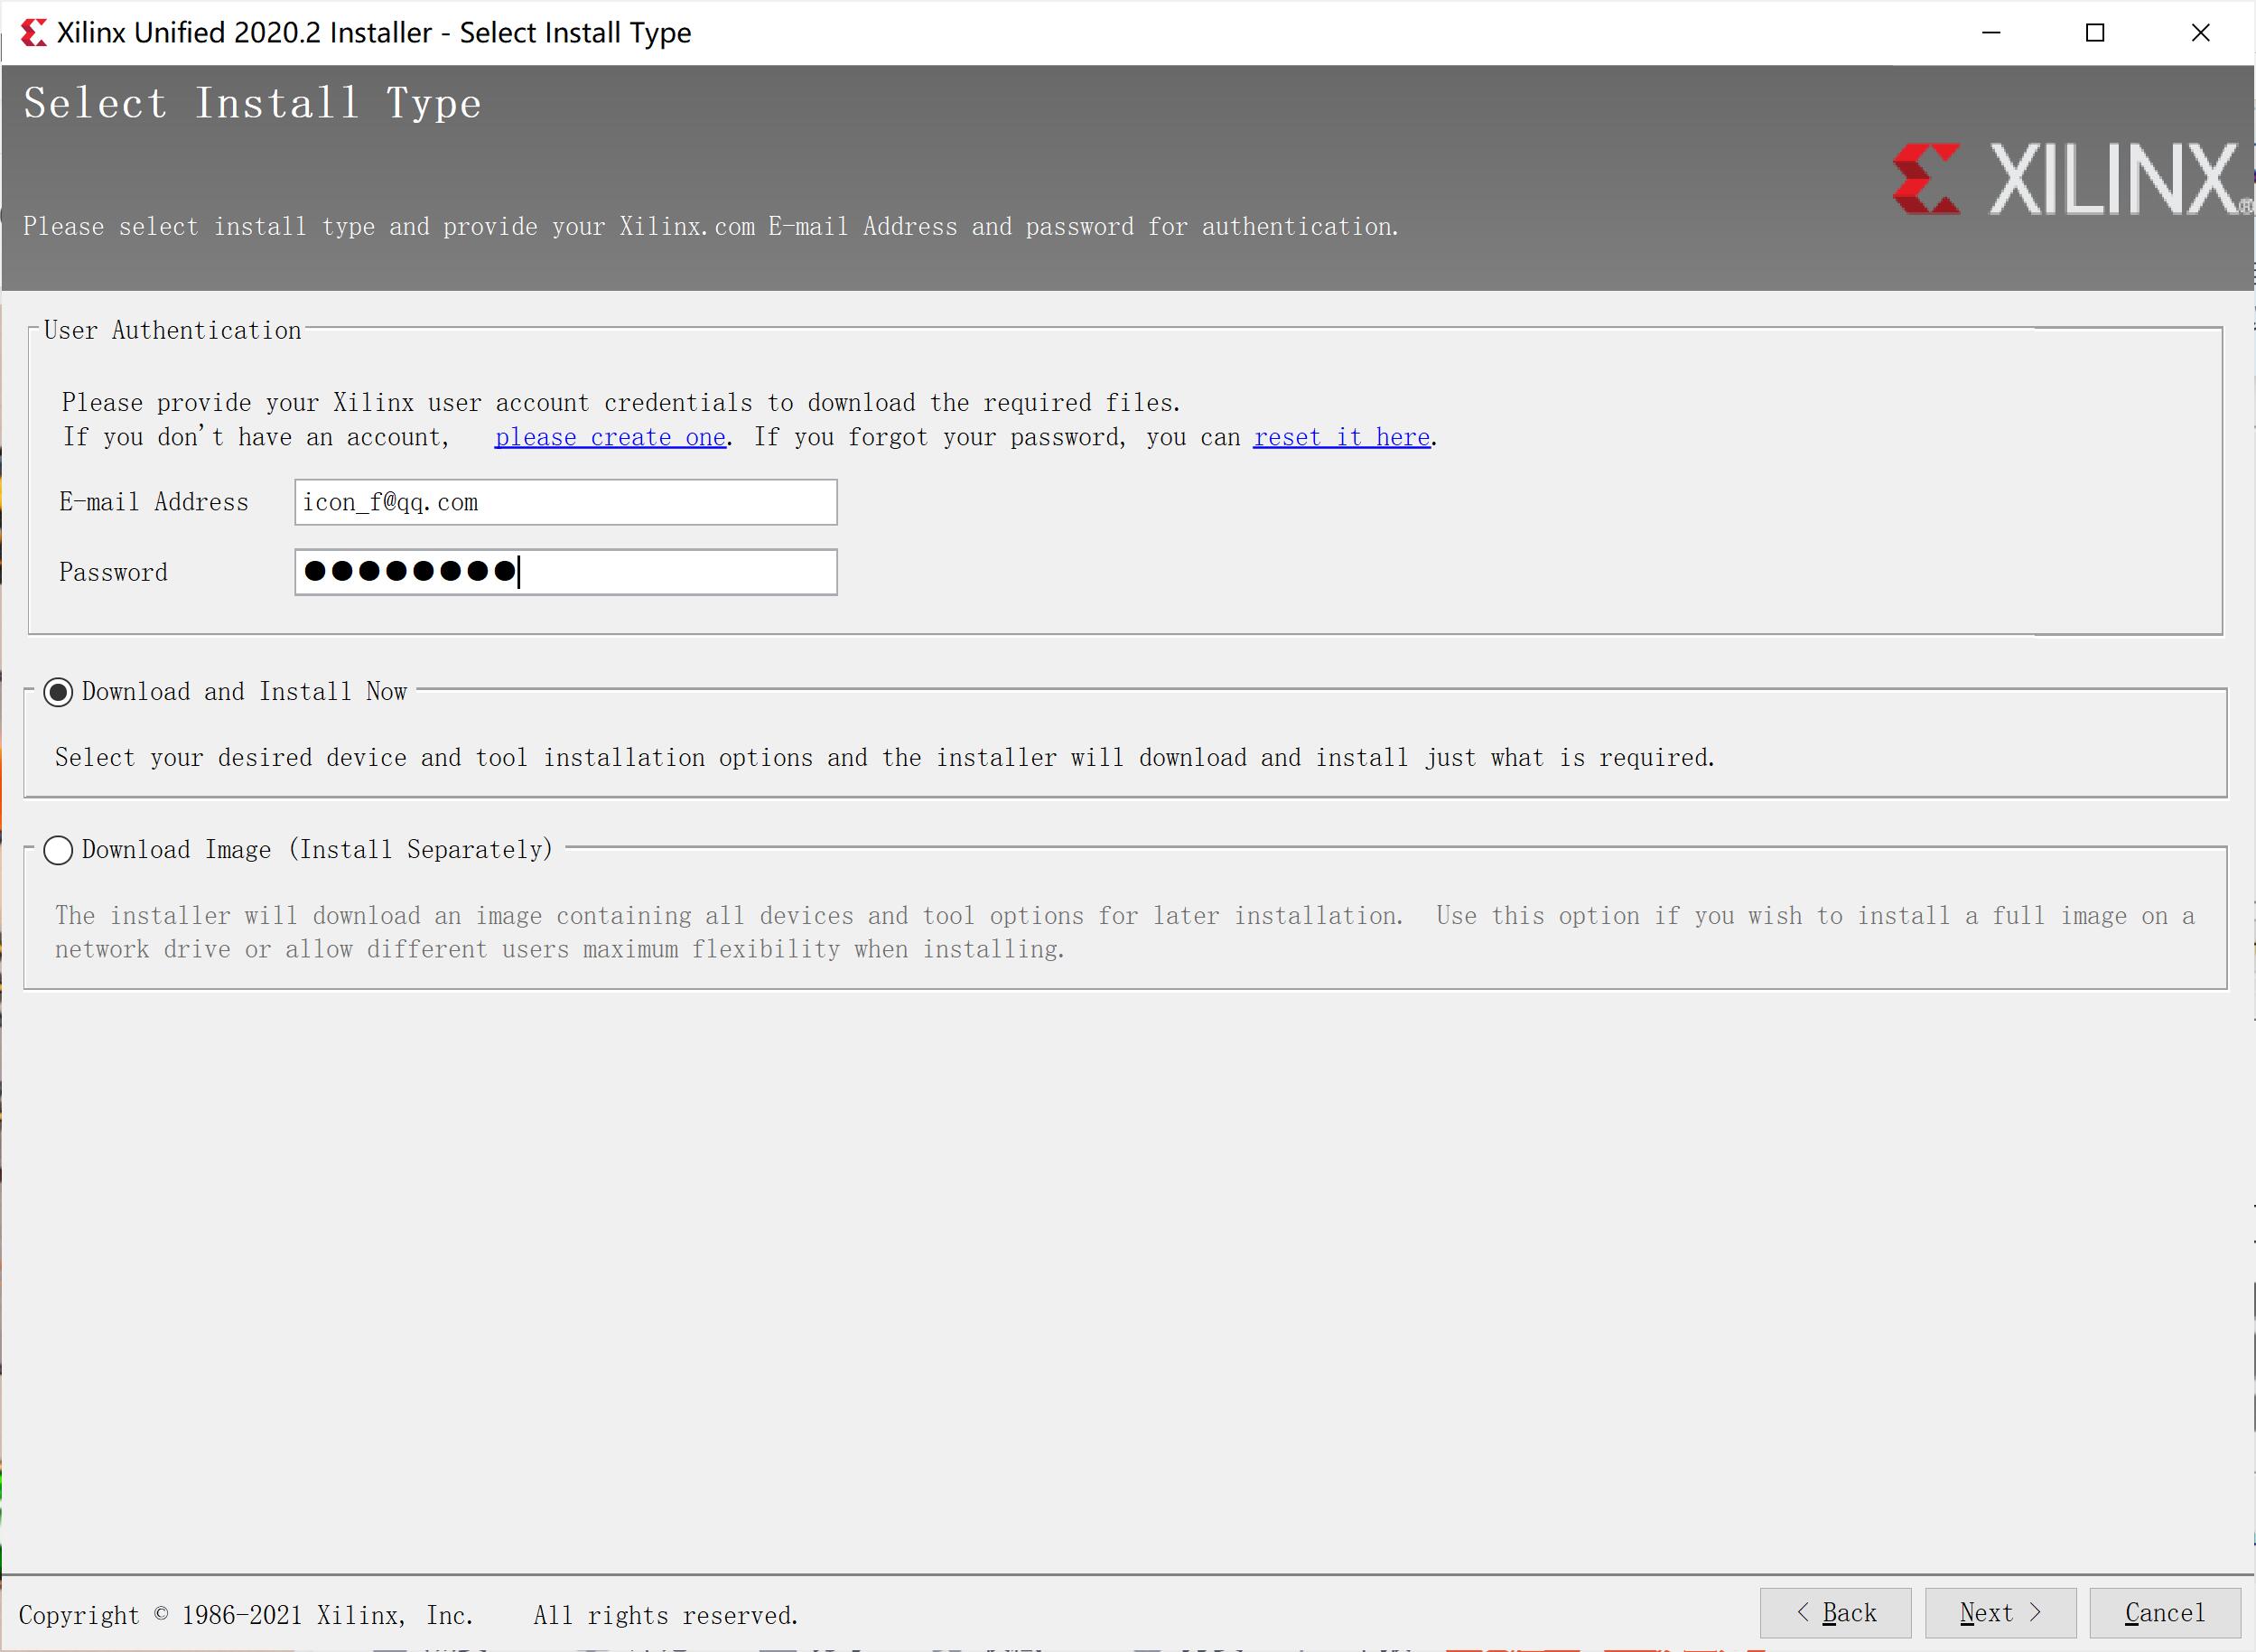 Xilinx Unified 2020.2 Installer - Select Install Type
Select Install Type
XILINX®
Please select install type and provide your Xilinx.com E-mail Address and password for authentication.
User Authentication
Please provide your Xilinx user account credentials to download the required files.
If you don't have an account, please create one. If you forgot your password, you can reset it here.
E-mail Address icon_f@qq.com
Password ●●●●●●●●
Download and Install Now
Select your desired device and tool installation options and the installer will download and install just what is required.
Download Image (Install Separately)
The installer will download an image containing all devices and tool options for later installation. Use this option if you wish to install a full image on a
network drive or allow different users maximum flexibility when installing.
Copyright © 1986-2021 Xilinx, Inc. All rights reserved.
< Back Next > Cancel